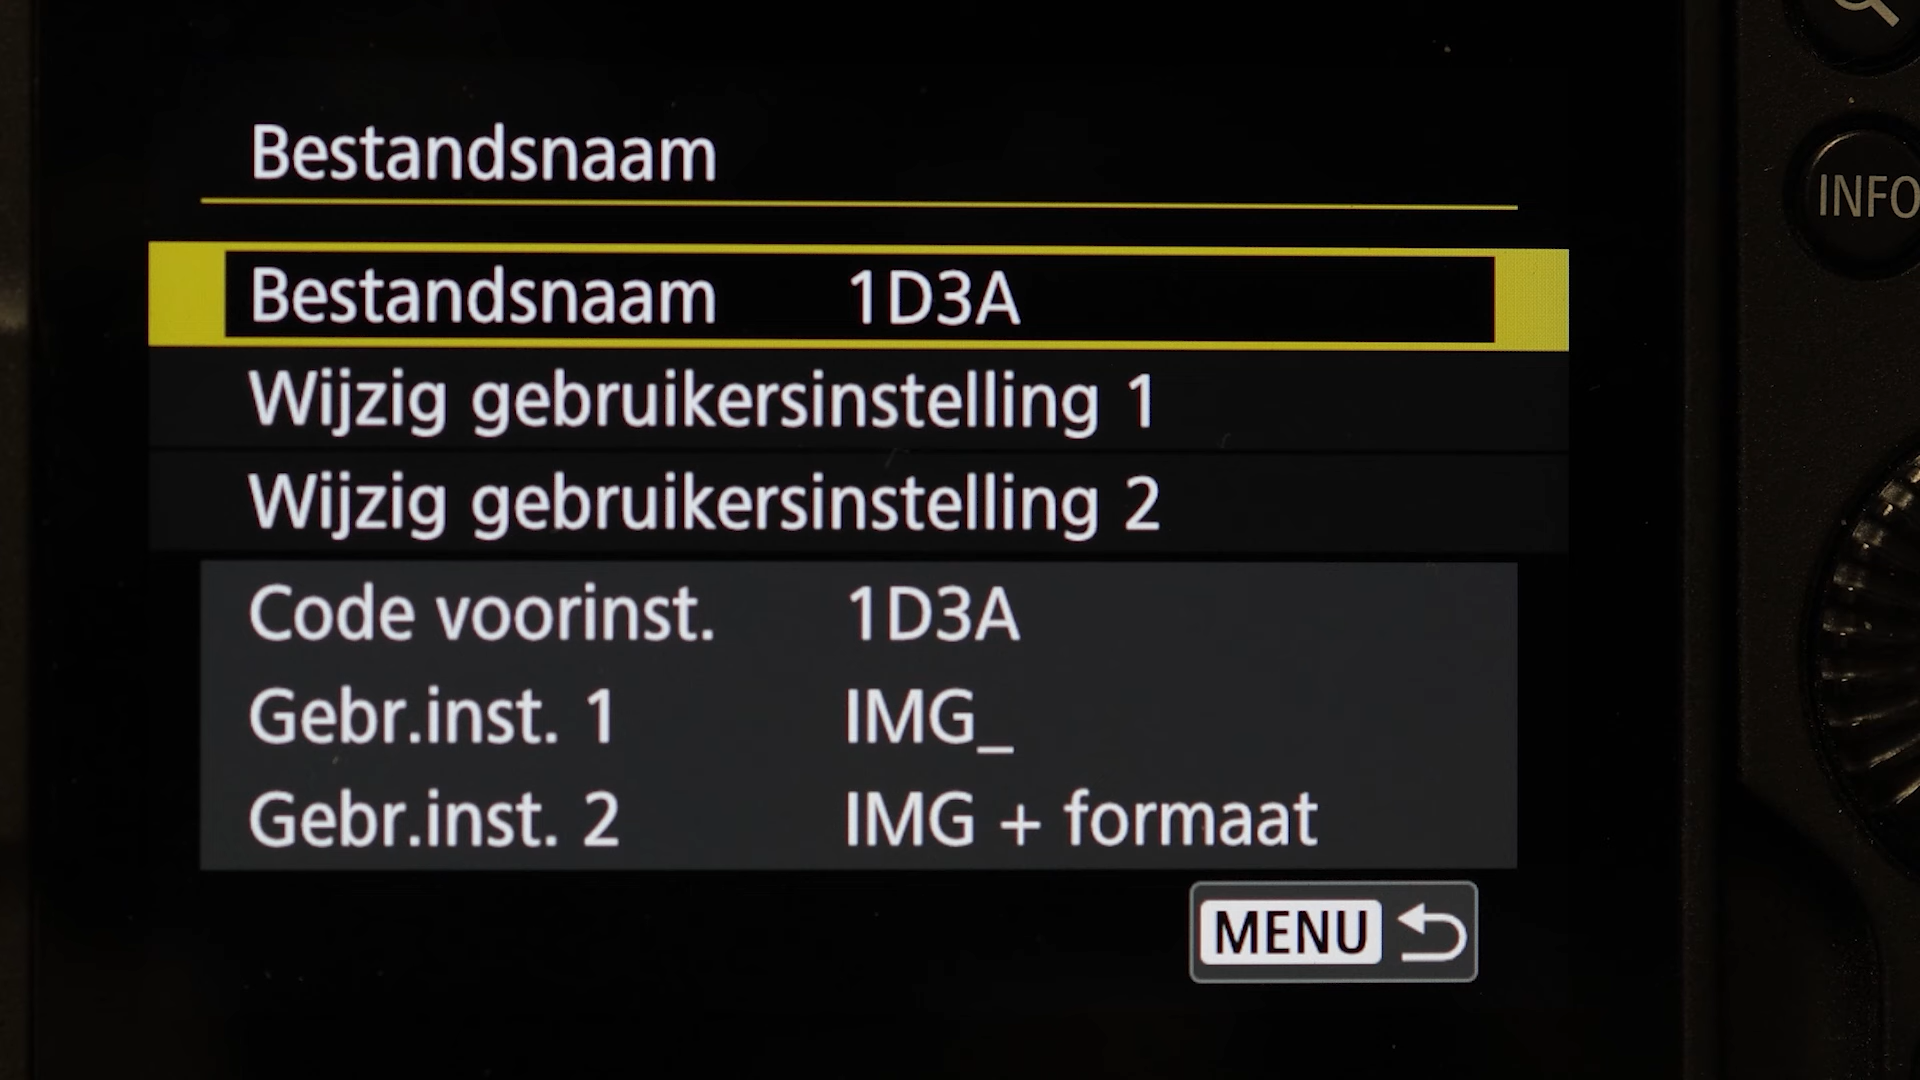 Bestandsnaam
Bestandsnaam 1D3A
Wijzig gebruikersinstelling 1
Wijzig gebruikersinstelling 2
Code voorinst. 1D3A
Gebr.inst. 1 IMG_
Gebr.inst. 2 IMG + formaat
MENU
INFO